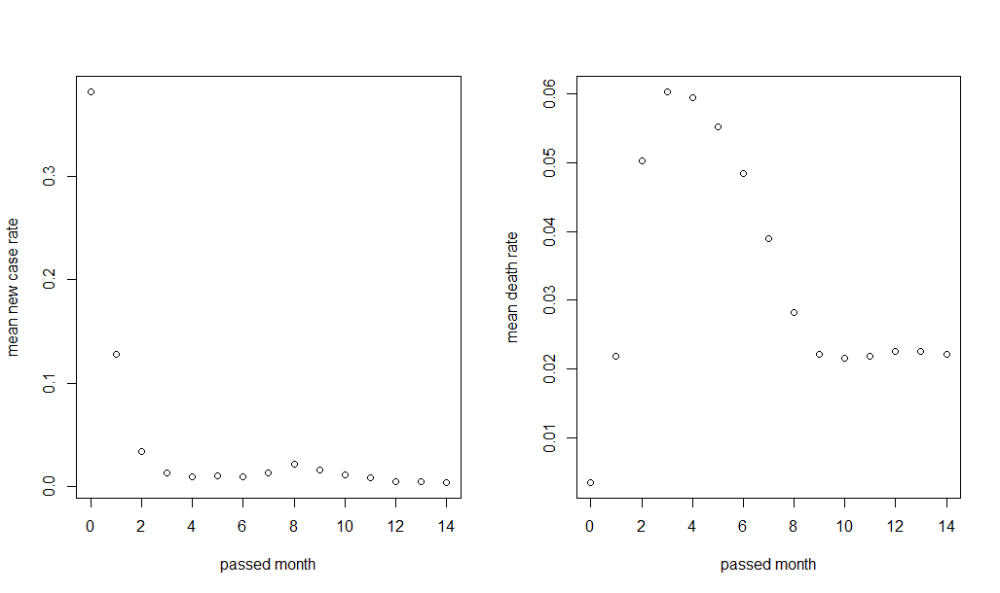 mean new case rate
0.3
0.2
0.1
0.0
0 2 4 6 8 10 12 14
passed month
mean death rate
0.06
0.05
0.04
0.03
0.02
0.01
0 2 4 6 8 10 12 14
passed month